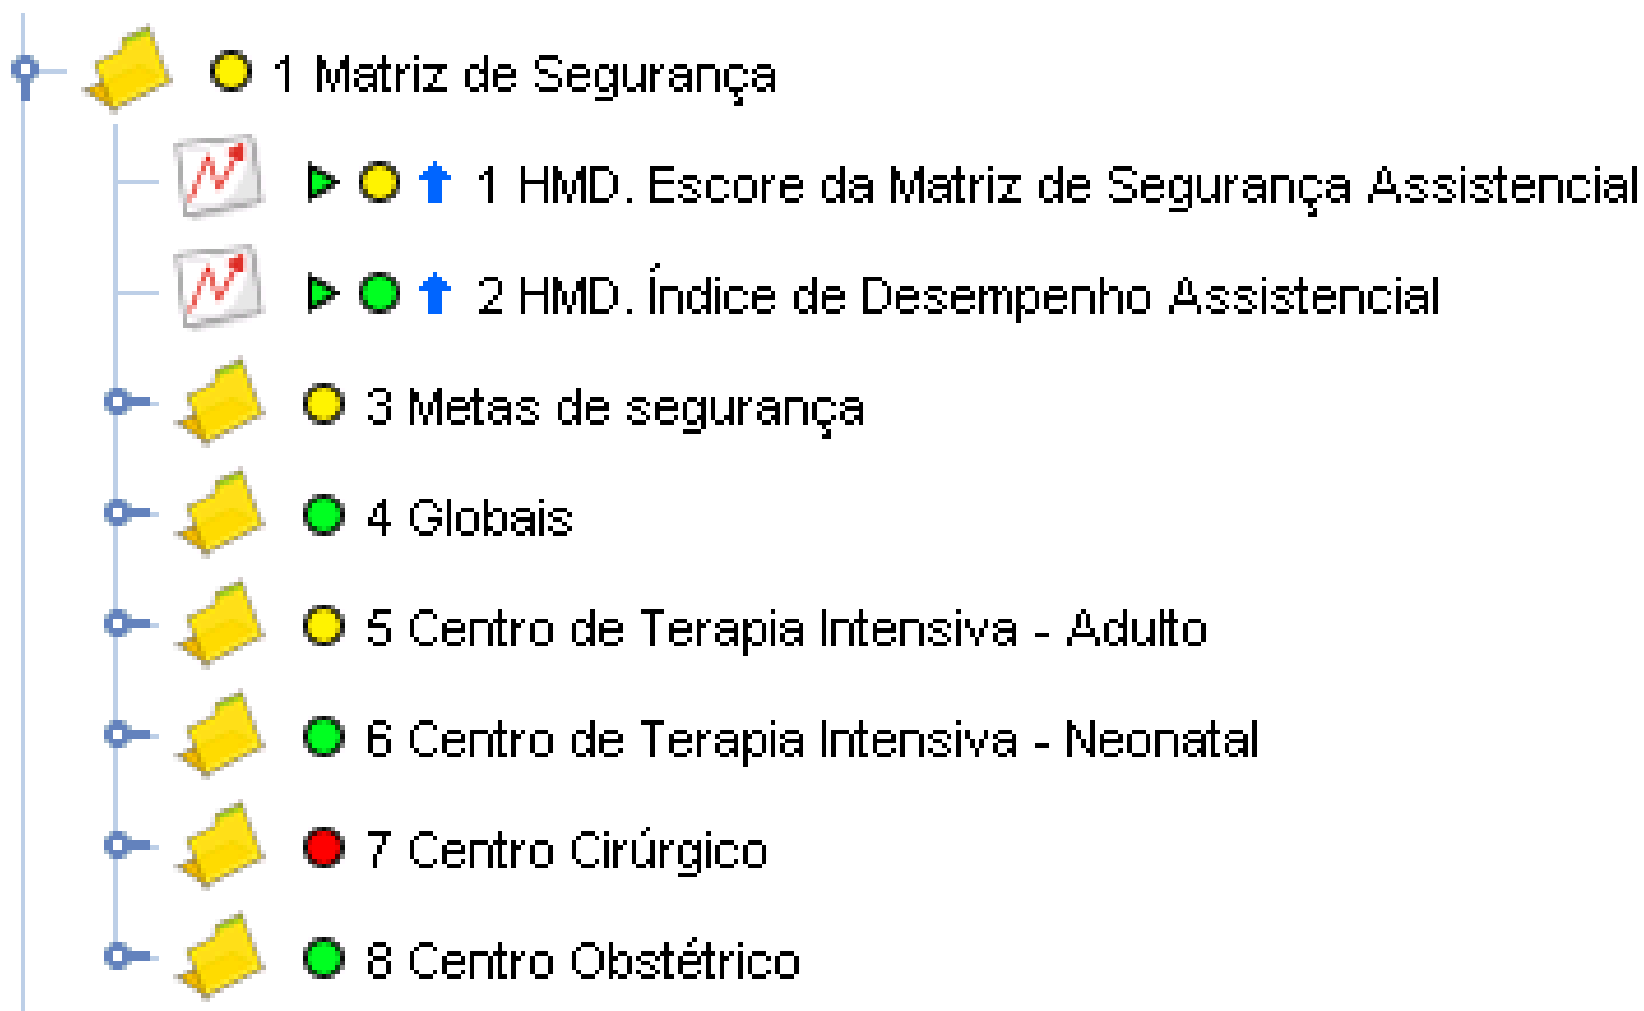 1 Matriz de Segurança
1 HMD. Escore da Matriz de Segurança Assistencial
2 HMD. Índice de Desempenho Assistencial
3 Metas de segurança
4 Globais
5 Centro de Terapia Intensiva - Adulto
6 Centro de Terapia Intensiva - Neonatal
7 Centro Cirúrgico
8 Centro Obstétrico